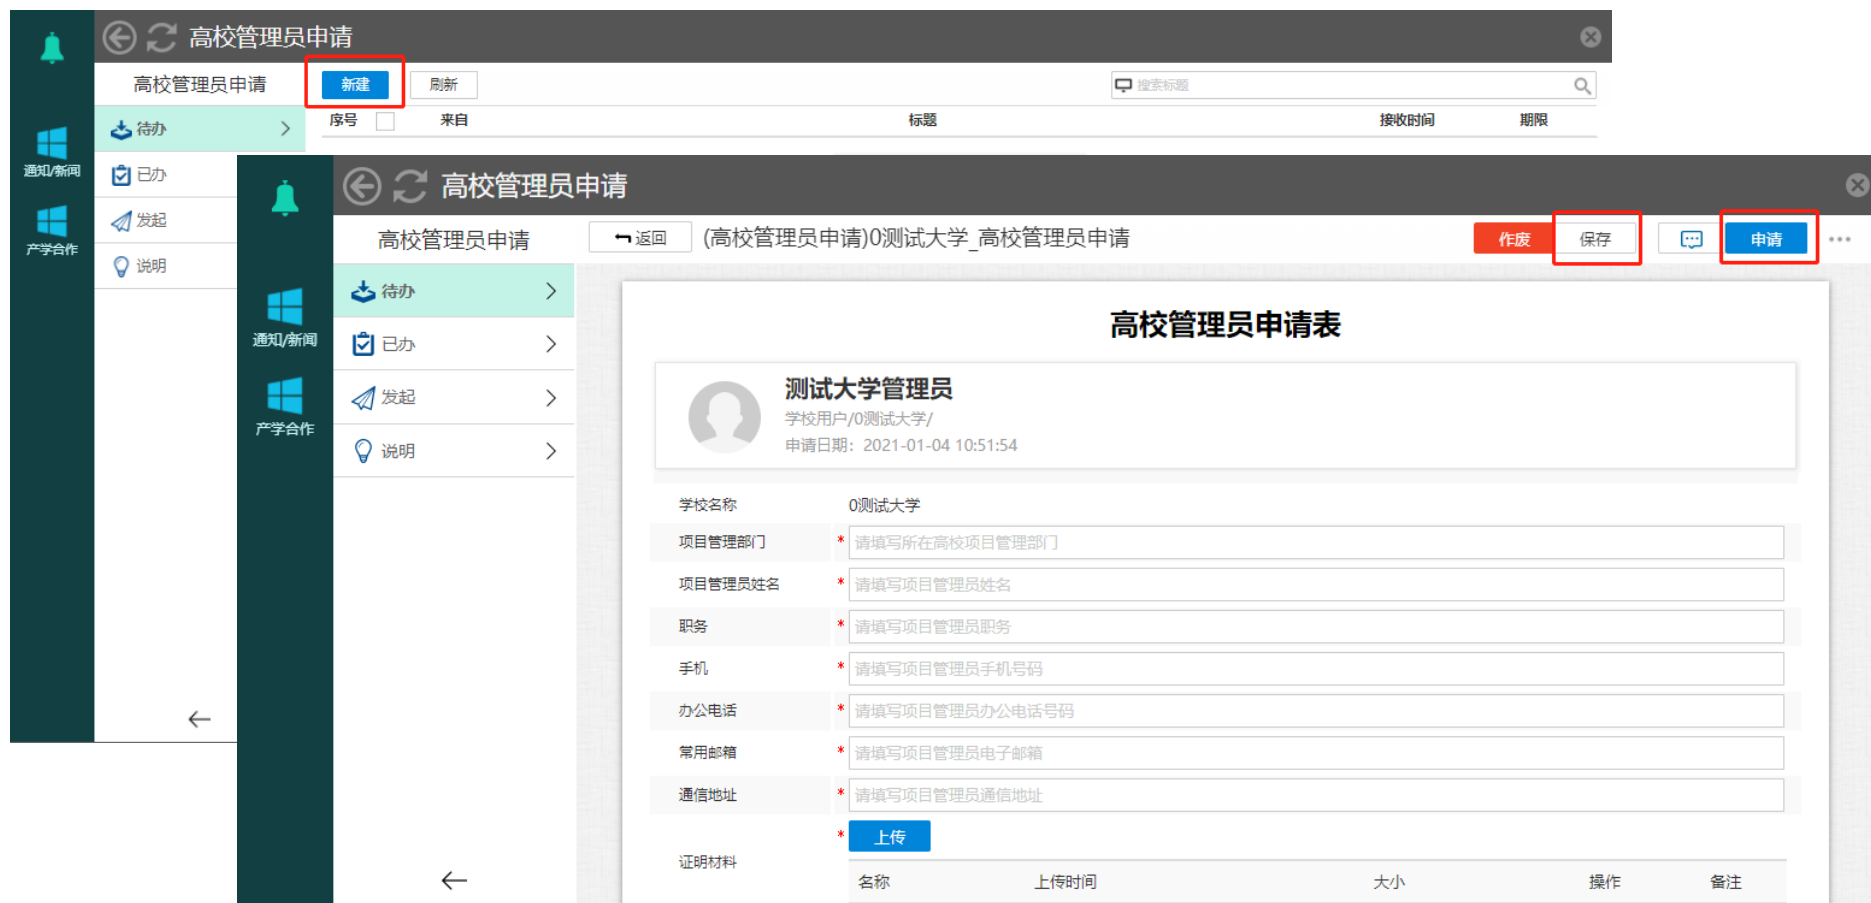 高校管理员申请
高校管理员申请
新建
刷新
搜索标题
待办
序号
来自
标题
接收时间
期限
通知/新闻
已办
发起
产学合作
说明
高校管理员申请
高校管理员申请
返回
(高校管理员申请)0测试大学_高校管理员申请
作废
保存
申请
待办
通知/新闻
已办
发起
产学合作
说明
高校管理员申请表
测试大学管理员
学校用户/0测试大学/
申请日期：2021-01-04 10:51:54
学校名称 0测试大学
项目管理部门 * 请填写所在高校项目管理部门
项目管理员姓名 * 请填写项目管理员姓名
职务 * 请填写项目管理员职务
手机 * 请填写项目管理员手机号码
办公电话 * 请填写项目管理员办公电话号码
常用邮箱 * 请填写项目管理员电子邮箱
通信地址 * 请填写项目管理员通信地址
* 上传
证明材料
名称 上传时间 大小 操作 备注